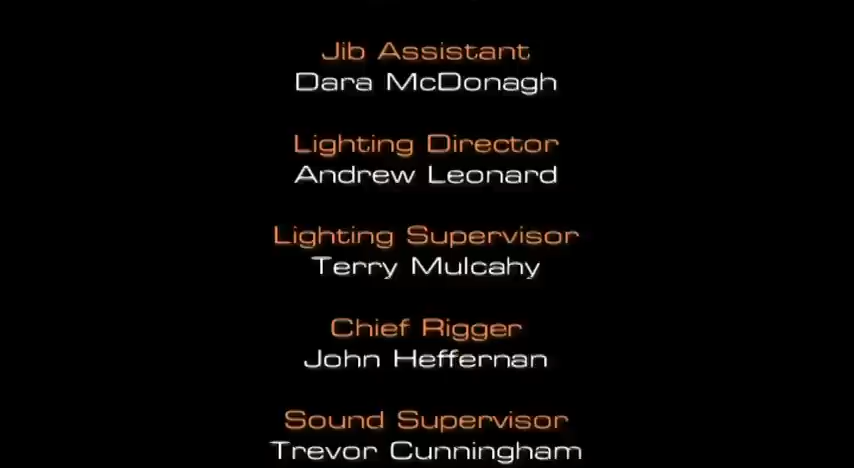 Jib Assistant
Dara McDonagh
Lighting Director
Andrew Leonard
Lighting Supervisor
Terry Mulcahy
Chief Rigger
John Heffernan
Sound Supervisor
Trevor Cunningham